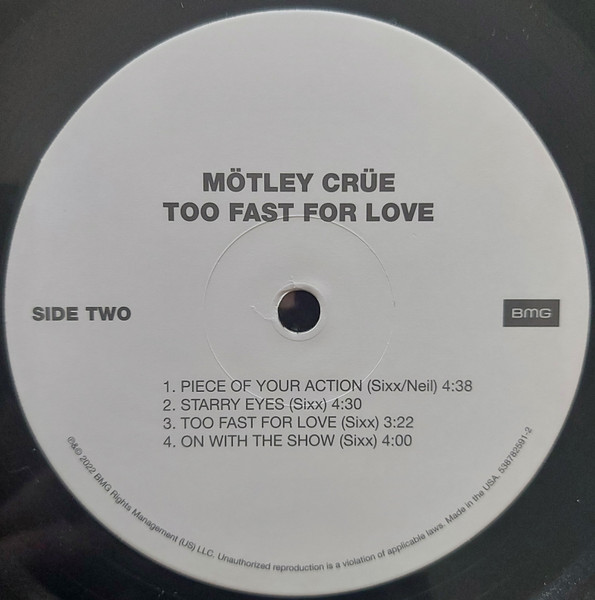 MÖTLEY CRÜE
TOO FAST FOR LOVE
SIDE TWO
BMG
1. PIECE OF YOUR ACTION (Sixx/Neil) 4:38
2. STARRY EYES (Sixx) 4:30
3. TOO FAST FOR LOVE (Sixx) 3:22
4. ON WITH THE SHOW (Sixx) 4:00
℗&© 2022 BMG Rights Management (US) LLC. Unauthorized reproduction is a violation of applicable laws. Made in the USA. 538782591-2